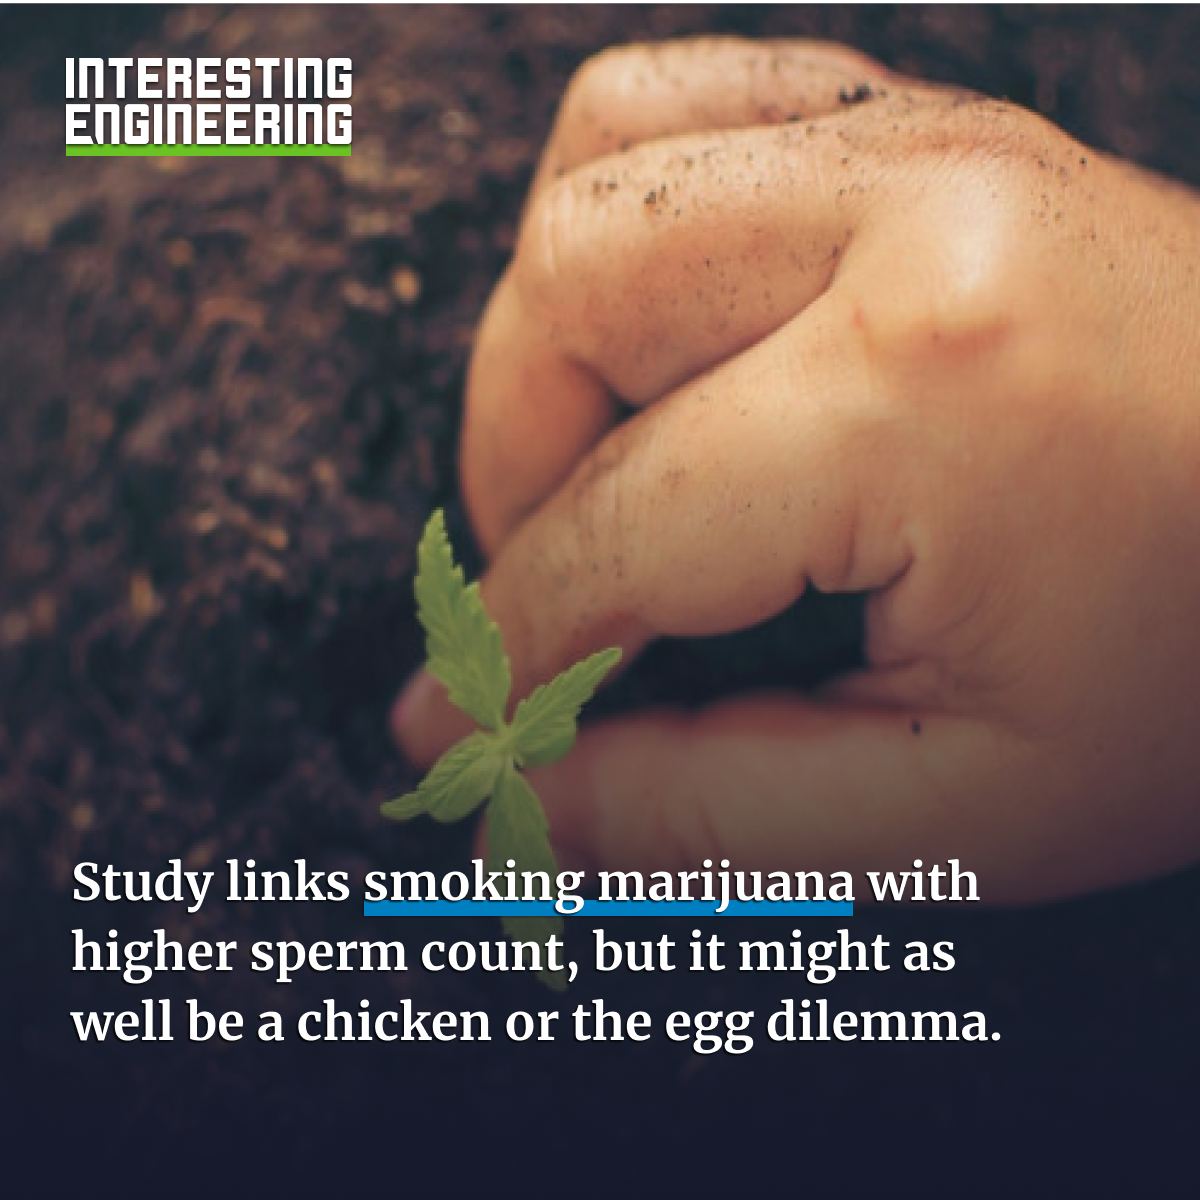 INTERESTING
ENGINEERING
Study links smoking marijuana with
higher sperm count, but it might as
well be a chicken or the egg dilemma.